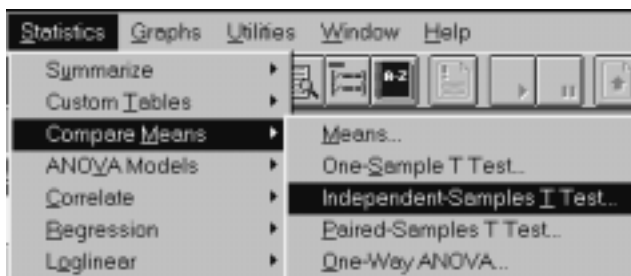 Statistics Graphs Utilities Window Help
Summarize
A-Z
Custom Tables
Compare Means
Means...
ANOVA Models
One-Sample T Test...
Correlate
Independent-Samples T Test...
Regression
Paired-Samples T Test...
Loglinear
One-Way ANOVA...